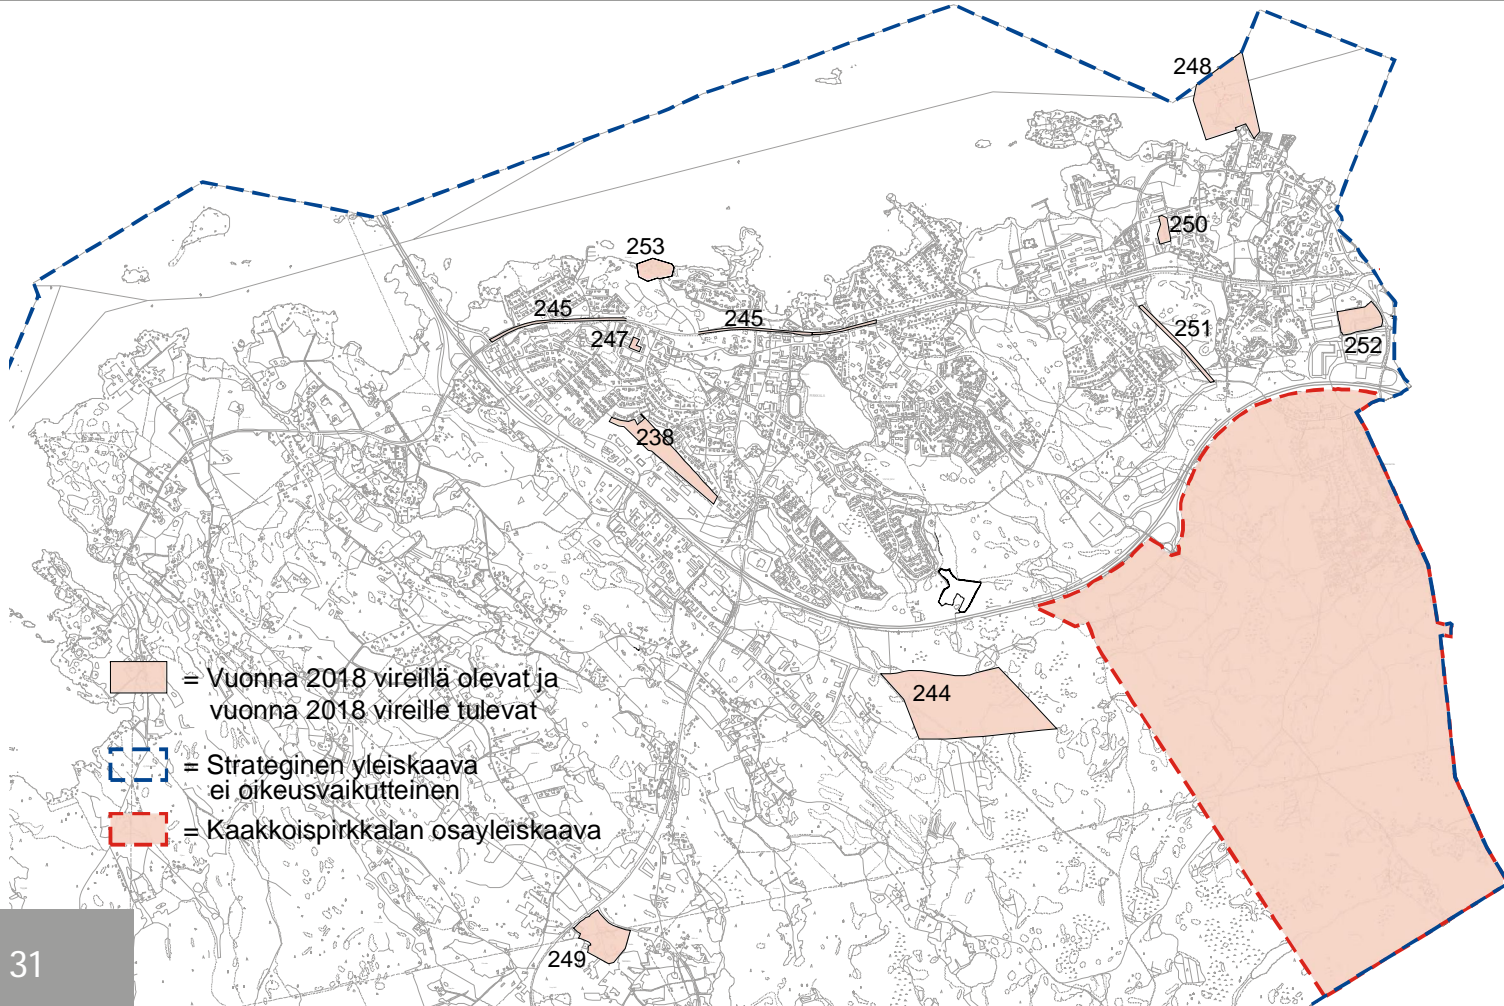 248
250
253
245
245
251
247
252
238
244
= Vuonna 2018 vireillä olevat ja
vuonna 2018 vireille tulevat
= Strateginen yleiskaava
ei oikeusvaikutteinen
= Kaakkoispirkkalan osayleiskaava
249
31